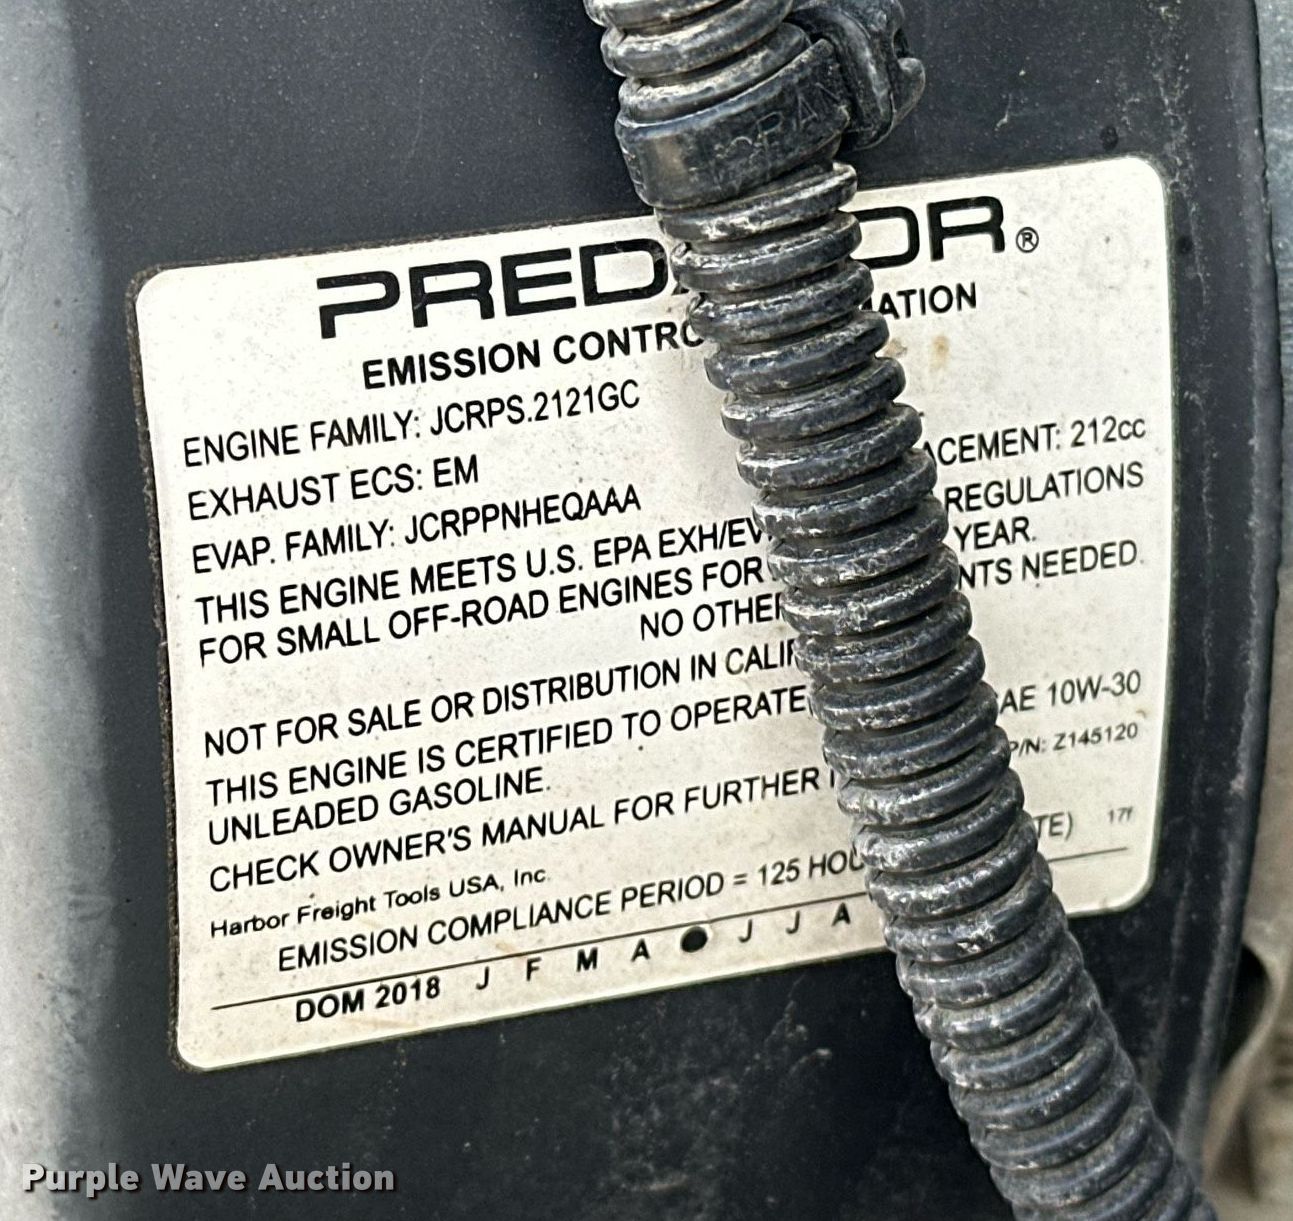 PRED OR®
EMISSION CONTRO ATION
ENGINE FAMILY: JCRPS.2121GC
EXHAUST ECS: EM ACEMENT: 212cc
EVAP. FAMILY: JCRPPNHEQAAA
THIS ENGINE MEETS U.S. EPA EXH/EV REGULATIONS
FOR SMALL OFF-ROAD ENGINES FOR YEAR.
NO OTHER NTS NEEDED.
NOT FOR SALE OR DISTRIBUTION IN CALIF
THIS ENGINE IS CERTIFIED TO OPERATE AE 10W-30
UNLEADED GASOLINE.
CHECK OWNER'S MANUAL FOR FURTHER P/N: Z145120
Harbor Freight Tools USA, Inc.
EMISSION COMPLIANCE PERIOD = 125 HOU TE) 17f
DOM 2018 J F M A ● J J A
Purple Wave Auction